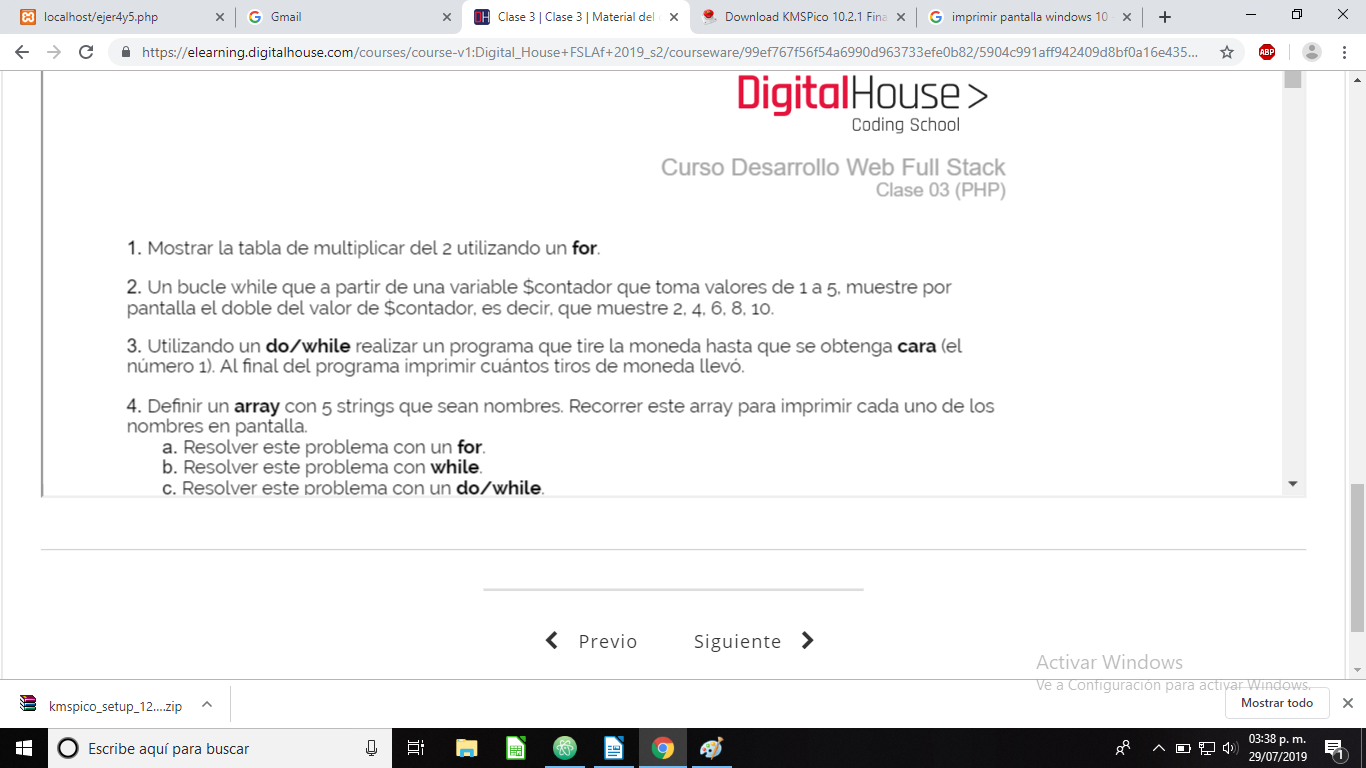 localhost/ejer4y5.php
Gmail
Clase 3 | Clase 3 | Material del
Download KMSPico 10.2.1 Fina
imprimir pantalla windows 10
https://elearning.digitalhouse.com/courses/course-v1:Digital_House+FSLAf+2019_s2/courseware/99ef767f56f54a6990d963733efe0b82/5904c991aff942409d8bf0a16e435...
ABP
DigitalHouse>
Coding School
Curso Desarrollo Web Full Stack
Clase 03 (PHP)
1. Mostrar la tabla de multiplicar del 2 utilizando un for.
2. Un bucle while que a partir de una variable $contador que toma valores de 1 a 5, muestre por
pantalla el doble del valor de $contador, es decir, que muestre 2, 4, 6, 8, 10.
3. Utilizando un do/while realizar un programa que tire la moneda hasta que se obtenga cara (el
número 1). Al final del programa imprimir cuántos tiros de moneda llevó.
4. Definir un array con 5 strings que sean nombres. Recorrer este array para imprimir cada uno de los
nombres en pantalla.
a. Resolver este problema con un for.
b. Resolver este problema con while.
c. Resolver este problema con un do/while.
Previo Siguiente
Activar Windows
Ve a Configuración para activar Windows.
kmspico_setup_12....zip
Mostrar todo
Escribe aquí para buscar
03:38 p. m.
29/07/2019
1